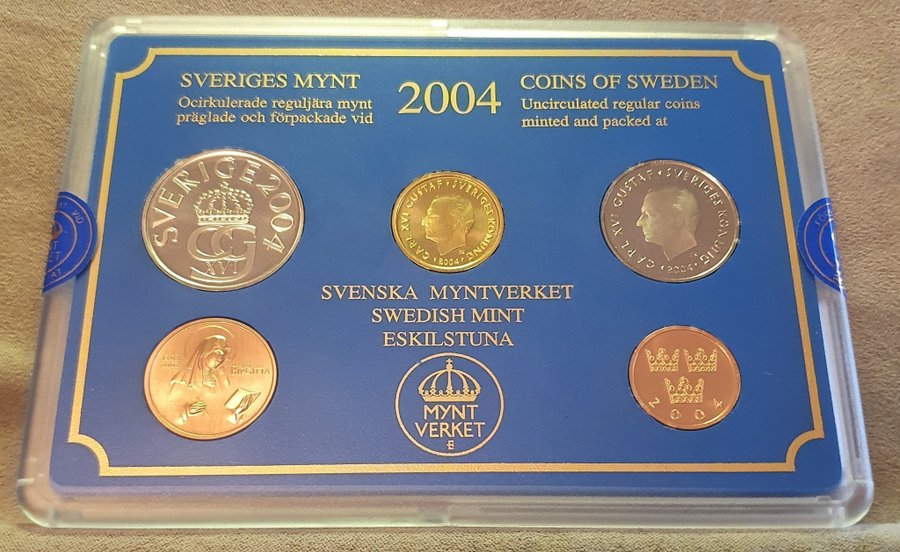 SVERIGES MYNT
Ocirkulerade reguljära mynt
präglade och förpackade vid
2004
COINS OF SWEDEN
Uncirculated regular coins
minted and packed at
SVERIGE 2004
CG
XVI
CARL XVI GUSTAF · SVERIGES KONUNG
· 2004 ·
CARL XVI GUSTAF · SVERIGES KONUNG
· 2004 ·
SVENSKA MYNTVERKET
SWEDISH MINT
ESKILSTUNA
BIRGITTA
MYNT
VERKET
E
2004